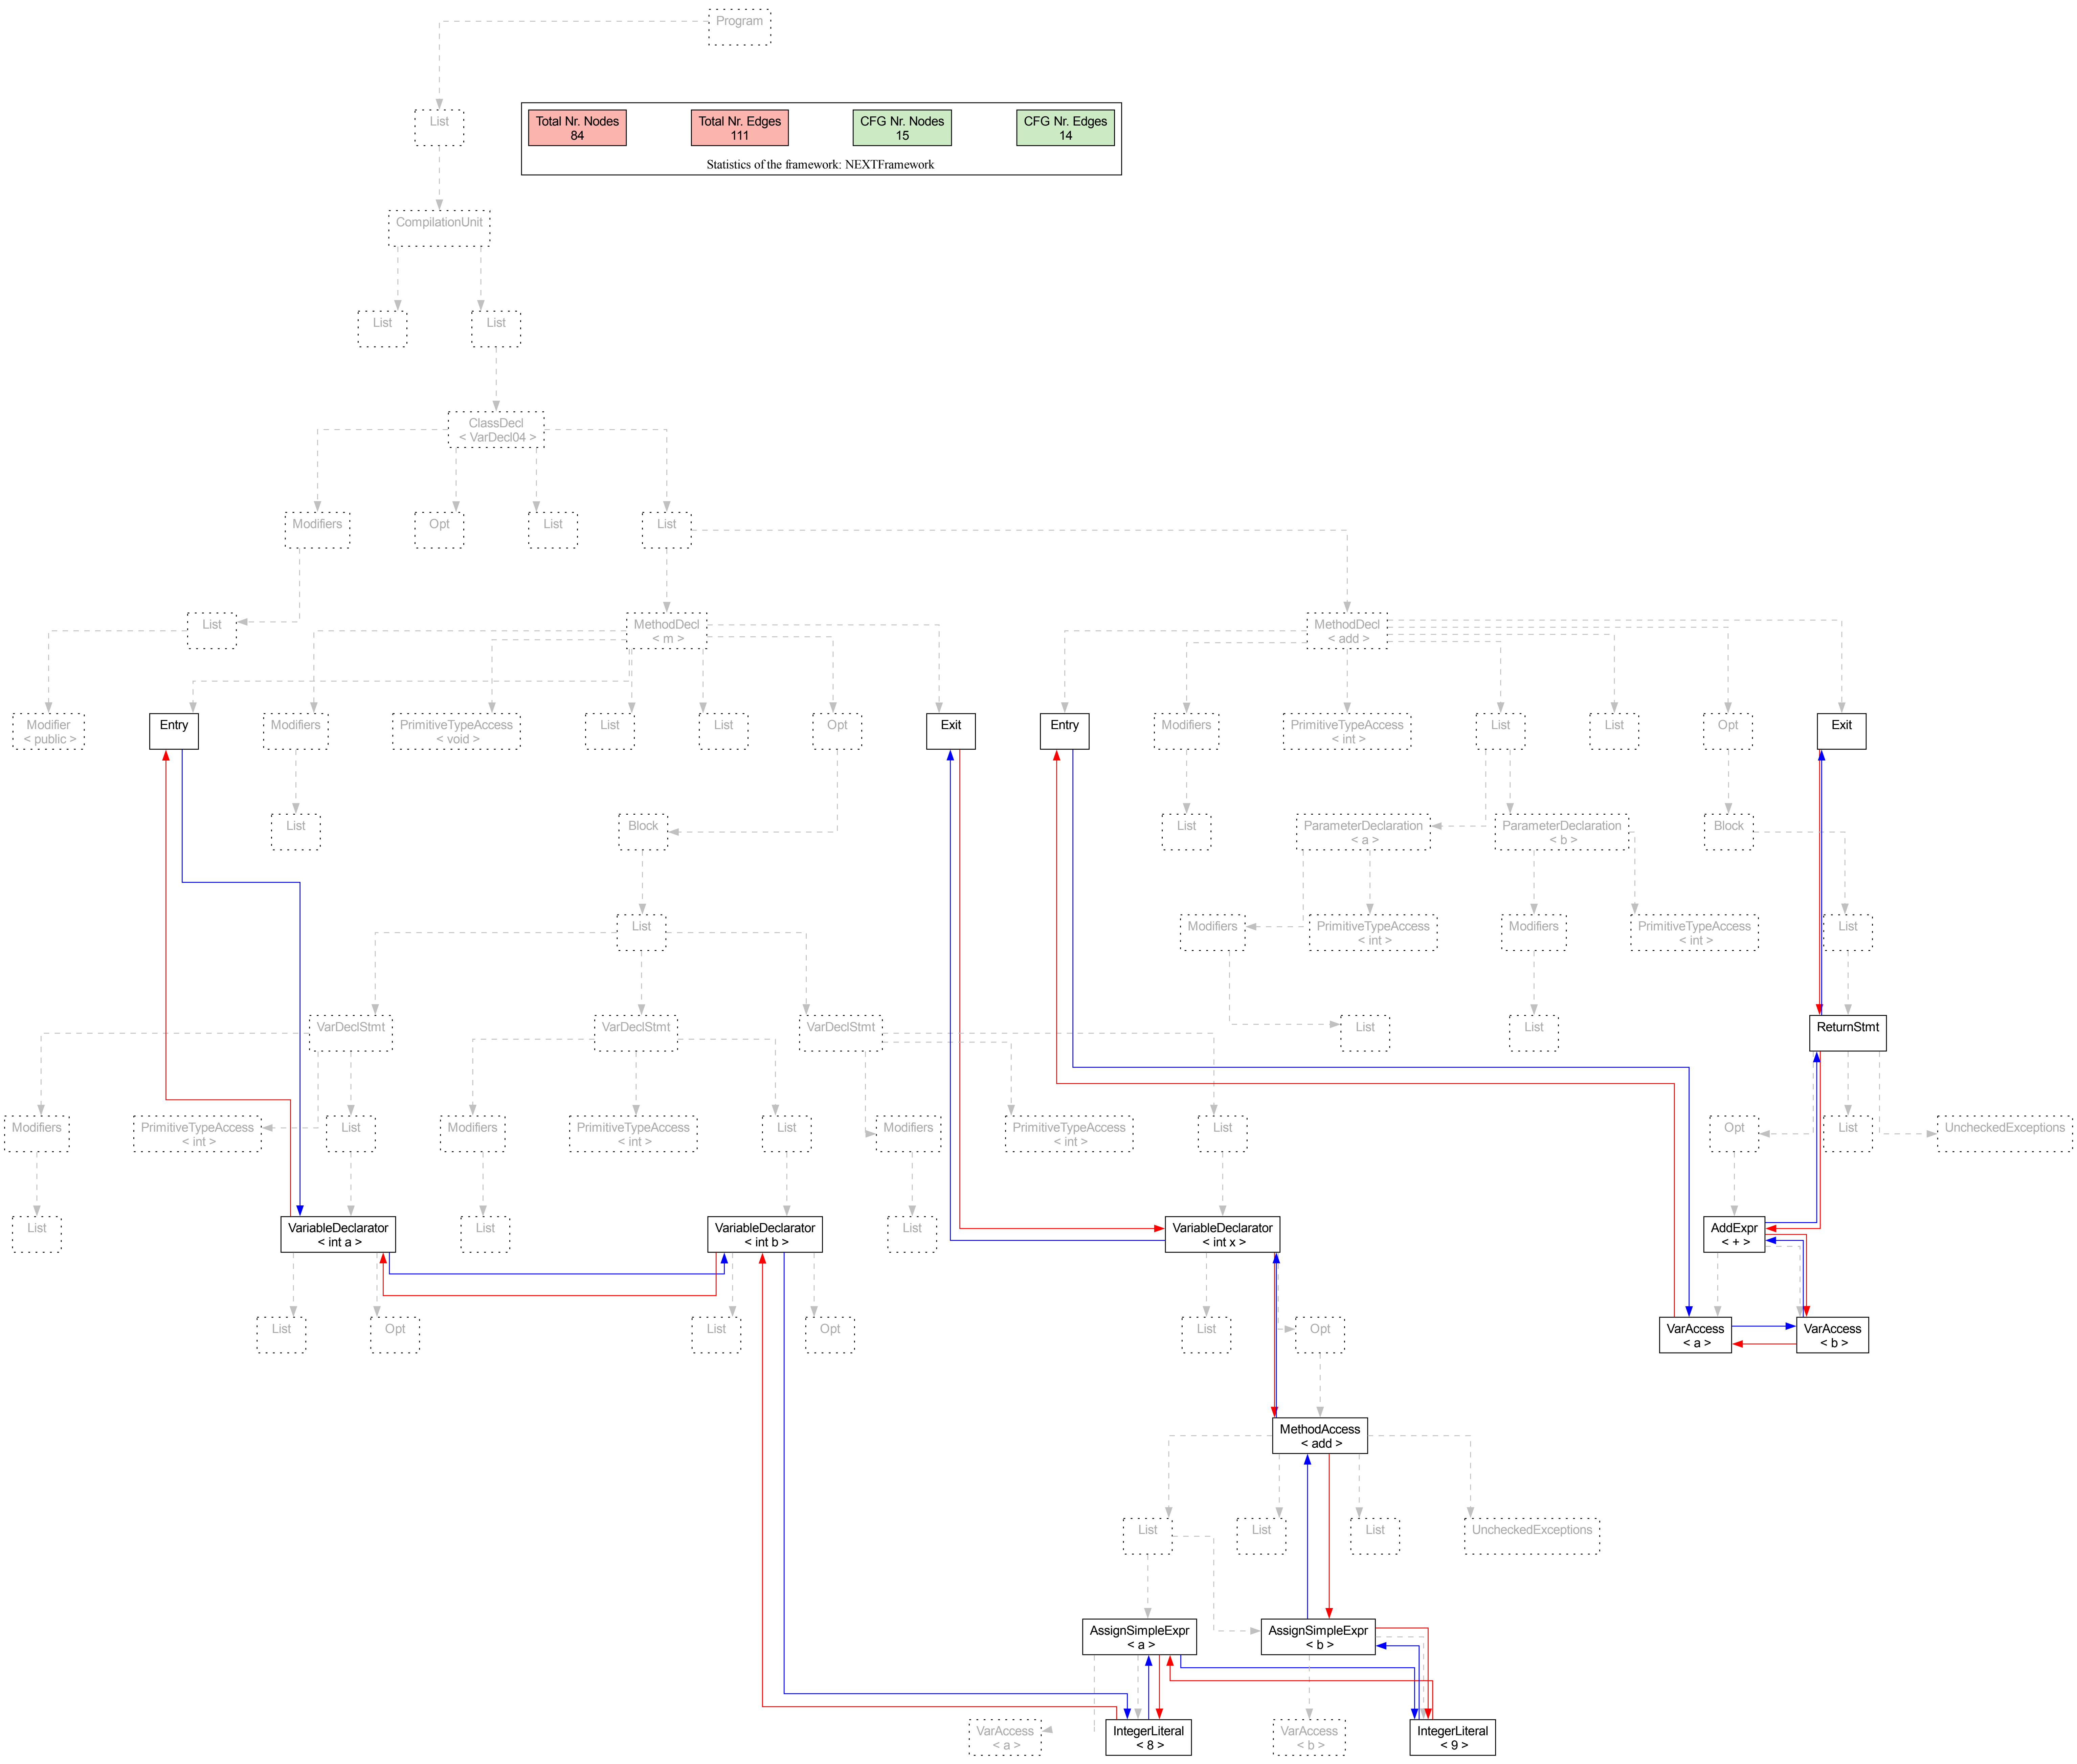 Program
List
Total Nr. Nodes
84
Total Nr. Edges
111
CFG Nr. Nodes
15
CFG Nr. Edges
14
Statistics of the framework: NEXTFramework
CompilationUnit
List
List
ClassDecl
< VarDecl04 >
Modifiers
Opt
List
List
List
MethodDecl
< m >
MethodDecl
< add >
Modifier
< public >
Entry
Modifiers
PrimitiveTypeAccess
< void >
List
List
Opt
Exit
Entry
Modifiers
PrimitiveTypeAccess
< int >
List
List
Opt
Exit
List
Block
List
ParameterDeclaration
< a >
ParameterDeclaration
< b >
Block
List
Modifiers
PrimitiveTypeAccess
< int >
Modifiers
PrimitiveTypeAccess
< int >
List
VarDeclStmt
VarDeclStmt
VarDeclStmt
List
List
ReturnStmt
Modifiers
PrimitiveTypeAccess
< int >
List
Modifiers
PrimitiveTypeAccess
< int >
List
Modifiers
PrimitiveTypeAccess
< int >
List
Opt
List
UncheckedExceptions
List
VariableDeclarator
< int a >
List
VariableDeclarator
< int b >
List
VariableDeclarator
< int x >
AddExpr
< + >
List
Opt
List
Opt
List
Opt
VarAccess
< a >
VarAccess
< b >
MethodAccess
< add >
List
List
List
UncheckedExceptions
AssignSimpleExpr
< a >
AssignSimpleExpr
< b >
VarAccess
< a >
IntegerLiteral
< 8 >
VarAccess
< b >
IntegerLiteral
< 9 >